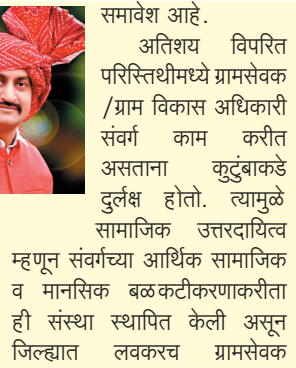 समावेश आहे.
अतिशय विपरित
परिस्तिथीमध्ये ग्रामसेवक
/ग्राम विकास अधिकारी
संवर्ग काम करीत
असताना कुटुंबाकडे
दुर्लक्ष होतो. त्यामुळे
सामाजिक उत्तरदायित्व
म्हणून संवर्गच्या आर्थिक सामाजिक
व मानसिक बळकटीकरणाकरीता
ही संस्था स्थापित केली असून
जिल्ह्यात लवकरच ग्रामसेवक